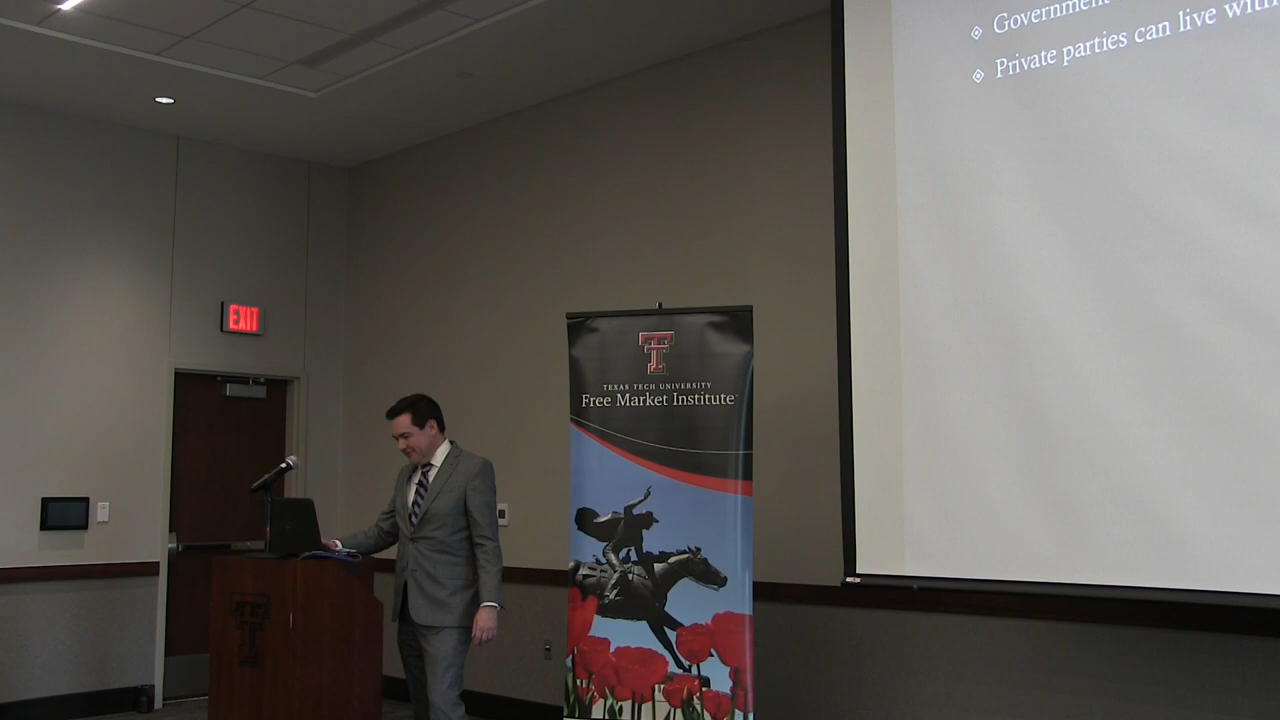 Government
Private parties can live with
EXIT
TEXAS TECH UNIVERSITY
Free Market Institute